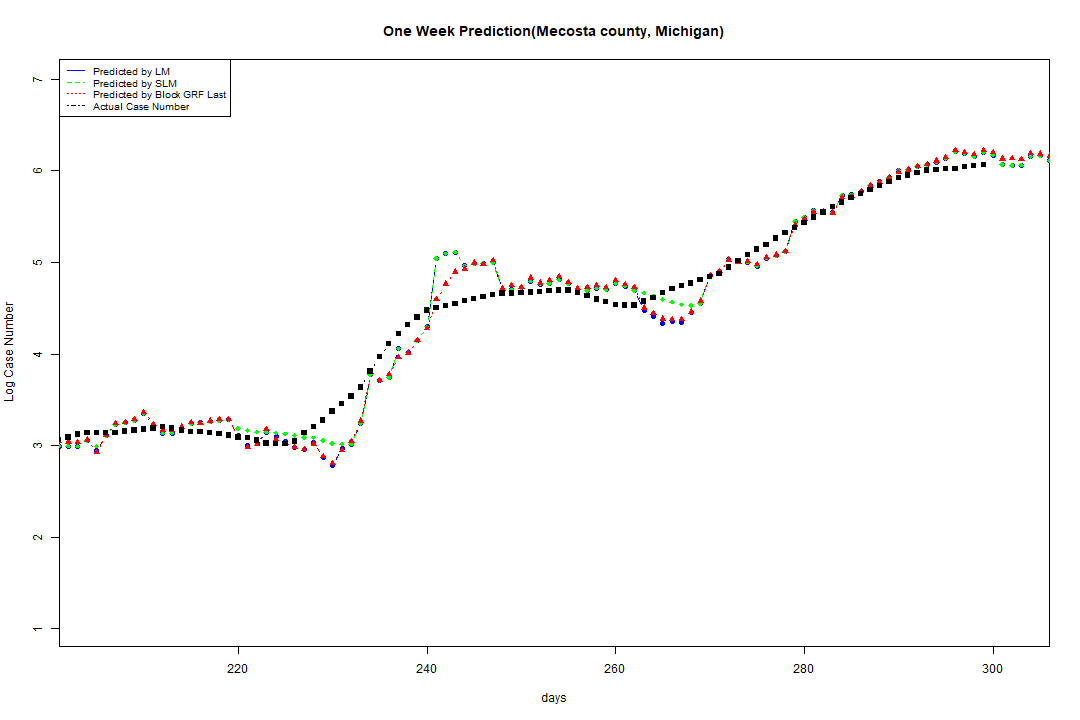 One Week Prediction(Mecosta county, Michigan)
Predicted by LM
Predicted by SLM
Predicted by Block GRF Last
Actual Case Number
7
6
5
4
3
2
1
Log Case Number
220 240 260 280 300
days